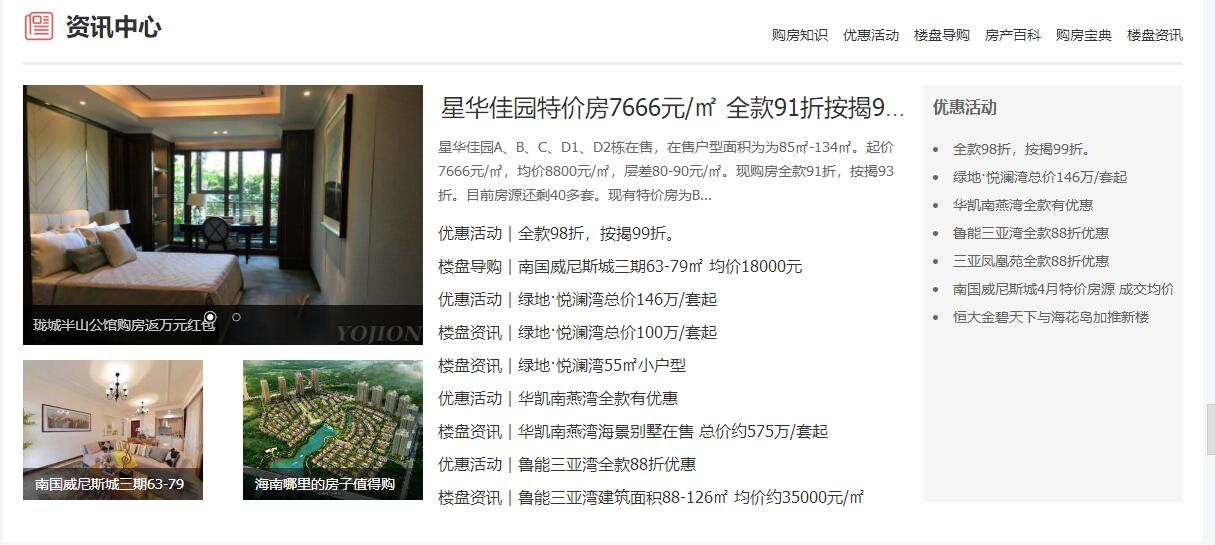 资讯中心
购房知识 优惠活动 楼盘导购 房产百科 购房宝典 楼盘资讯
珑城半山公馆购房返万元红包
YOJION
南国威尼斯城三期63-79
海南哪里的房子值得购
星华佳园特价房7666元/㎡ 全款91折按揭9...
星华佳园A、B、C、D1、D2栋在售，在售户型面积为为85㎡-134㎡。起价
7666元/㎡，均价8800元/㎡，层差80-90元/㎡。现购房全款91折，按揭93
折。目前房源还剩40多套。现有特价房为B...
优惠活动 | 全款98折，按揭99折。
楼盘导购 | 南国威尼斯城三期63-79㎡ 均价18000元
优惠活动 | 绿地·悦澜湾总价146万/套起
楼盘资讯 | 绿地·悦澜湾总价100万/套起
楼盘资讯 | 绿地·悦澜湾55㎡小户型
优惠活动 | 华凯南燕湾全款有优惠
楼盘资讯 | 华凯南燕湾海景别墅在售 总价约575万/套起
优惠活动 | 鲁能三亚湾全款88折优惠
楼盘资讯 | 鲁能三亚湾建筑面积88-126㎡ 均价约35000元/㎡
优惠活动
全款98折，按揭99折。
绿地·悦澜湾总价146万/套起
华凯南燕湾全款有优惠
鲁能三亚湾全款88折优惠
三亚凤凰苑全款88折优惠
南国威尼斯城4月特价房源 成交均价
恒大金碧天下与海花岛加推新楼